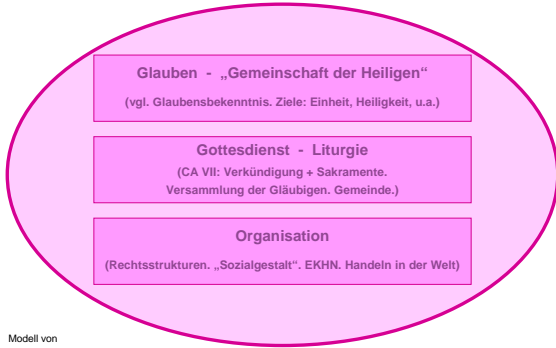 Glauben - „Gemeinschaft der Heiligen“
(vgl. Glaubensbekenntnis. Ziele: Einheit, Heiligkeit, u.a.)
Gottesdienst - Liturgie
(CA VII: Verkündigung + Sakramente.
Versammlung der Gläubigen. Gemeinde.)
Organisation
(Rechtsstrukturen. „Sozialgestalt“. EKHN. Handeln in der Welt)
Modell von